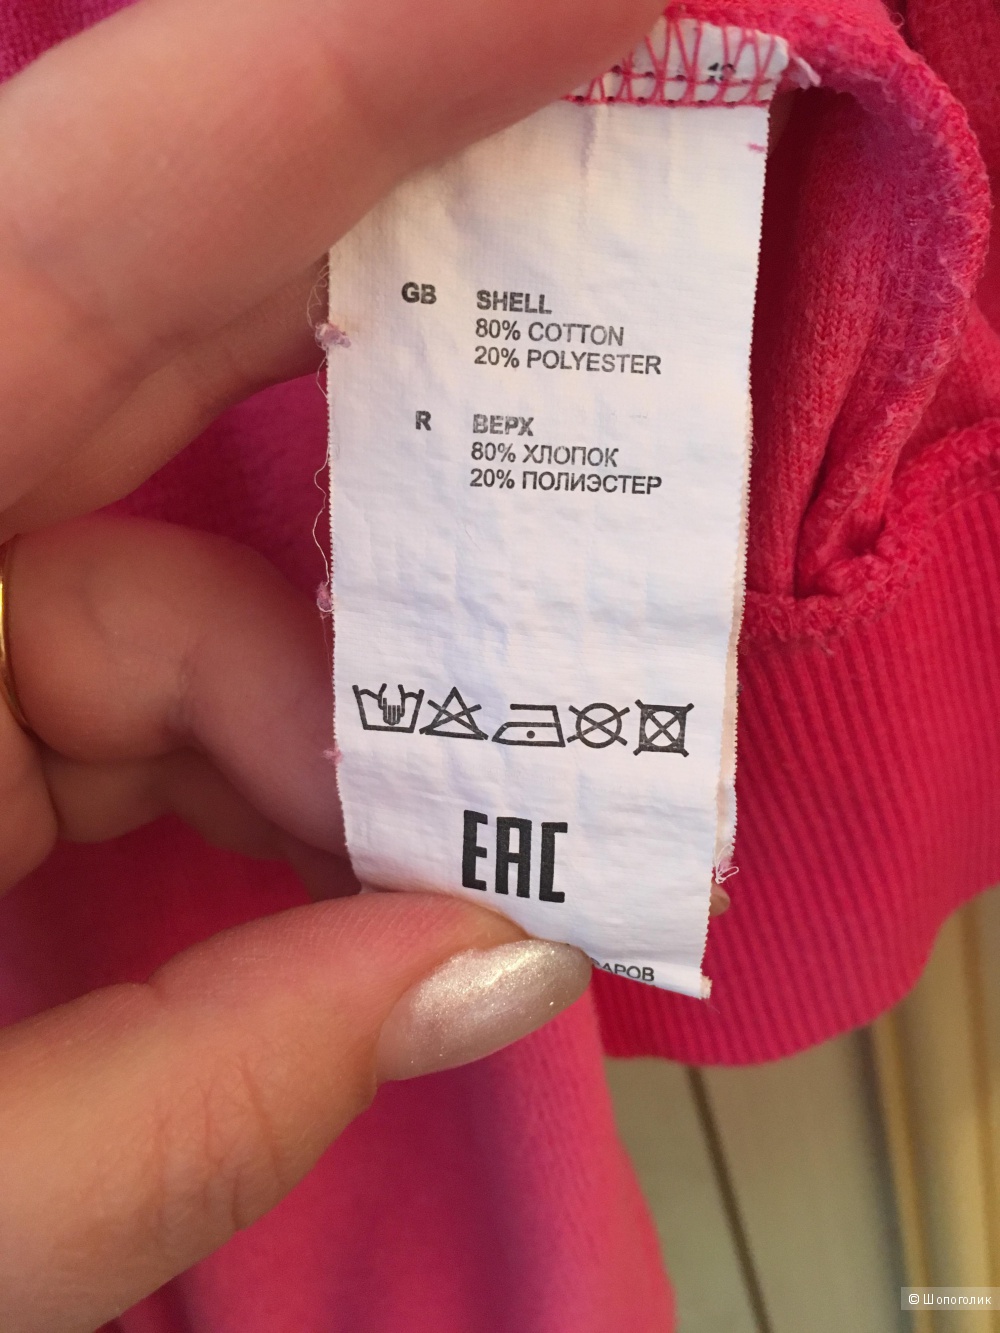 GB SHELL
80% COTTON
20% POLYESTER
R ВЕРХ
80% ХЛОПОК
20% ПОЛИЭСТЕР
EAC
© Шопоголик